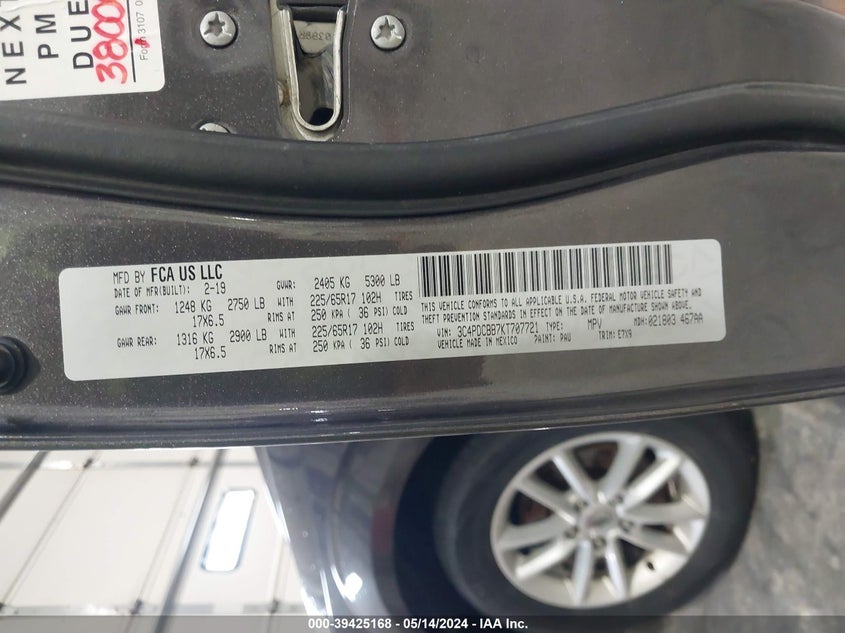 NEXT
PM
DUE
38000
Form 3107 0
MFD BY FCA US LLC
DATE OF MFR(BUILT): 2-19 GVWR: 2405 KG 5300 LB
GAWR FRONT: 1248 KG 2750 LB WITH 225/65R17 102H TIRES
17X6.5 RIMS AT 250 KPA ( 36 PSI) COLD
GAWR REAR: 1316 KG 2900 LB WITH 225/65R17 102H TIRES
17X6.5 RIMS AT 250 KPA ( 36 PSI) COLD
THIS VEHICLE CONFORMS TO ALL APPLICABLE U.S.A. FEDERAL MOTOR VEHICLE SAFETY AND
THEFT PREVENTION STANDARDS IN EFFECT ON THE DATE OF MANUFACTURE SHOWN ABOVE.
VIN: 3C4PDCBB7KT707721 TYPE: MPV MDH:021803 467AA
VEHICLE MADE IN MEXICO PAINT: PAU TRIM: E7X9
000-39425168 - 05/14/2024 - IAA Inc.